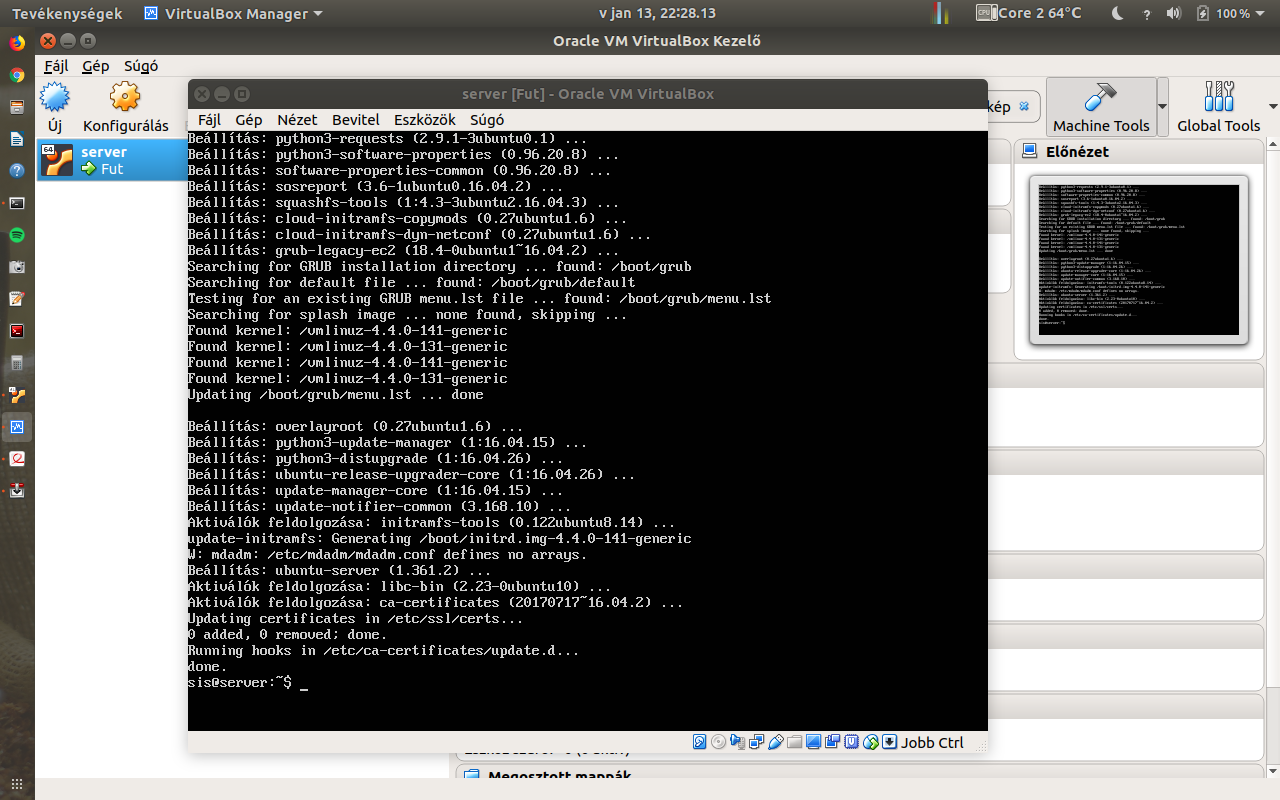 Tevékenységek VirtualBox Manager v jan 13, 22:28.13 CPU Core 2 64°C ? 100 %
Oracle VM VirtualBox Kezelő
Fájl Gép Súgó
Új Konfigurálás kép Machine Tools Global Tools
64 server
Fut
Előnézet
server [Fut] - Oracle VM VirtualBox
Fájl Gép Nézet Bevitel Eszközök Súgó
Beállítás: python3-requests (2.9.1-3ubuntu0.1) ...
Beállítás: python3-software-properties (0.96.20.8) ...
Beállítás: software-properties-common (0.96.20.8) ...
Beállítás: sosreport (3.6-1ubuntu0.16.04.2) ...
Beállítás: squashfs-tools (1:4.3-3ubuntu2.16.04.3) ...
Beállítás: cloud-initramfs-copymods (0.27ubuntu1.6) ...
Beállítás: cloud-initramfs-dyn-netconf (0.27ubuntu1.6) ...
Beállítás: grub-legacy-ec2 (18.4-0ubuntu1~16.04.2) ...
Searching for GRUB installation directory ... found: /boot/grub
Searching for default file ... found: /boot/grub/default
Testing for an existing GRUB menu.lst file ... found: /boot/grub/menu.lst
Searching for splash image ... none found, skipping ...
Found kernel: /vmlinuz-4.4.0-141-generic
Found kernel: /vmlinuz-4.4.0-131-generic
Found kernel: /vmlinuz-4.4.0-141-generic
Found kernel: /vmlinuz-4.4.0-131-generic
Updating /boot/grub/menu.lst ... done
Beállítás: overlayroot (0.27ubuntu1.6) ...
Beállítás: python3-update-manager (1:16.04.15) ...
Beállítás: python3-distupgrade (1:16.04.26) ...
Beállítás: ubuntu-release-upgrader-core (1:16.04.26) ...
Beállítás: update-manager-core (1:16.04.15) ...
Beállítás: update-notifier-common (3.168.10) ...
Aktiválók feldolgozása: initramfs-tools (0.122ubuntu8.14) ...
update-initramfs: Generating /boot/initrd.img-4.4.0-141-generic
W: mdadm: /etc/mdadm/mdadm.conf defines no arrays.
Beállítás: ubuntu-server (1.361.2) ...
Aktiválók feldolgozása: libc-bin (2.23-0ubuntu10) ...
Aktiválók feldolgozása: ca-certificates (20170717~16.04.2) ...
Updating certificates in /etc/ssl/certs...
0 added, 0 removed; done.
Running hooks in /etc/ca-certificates/update.d...
done.
sis@server:~$ _
Jobb Ctrl
Megosztott mappák